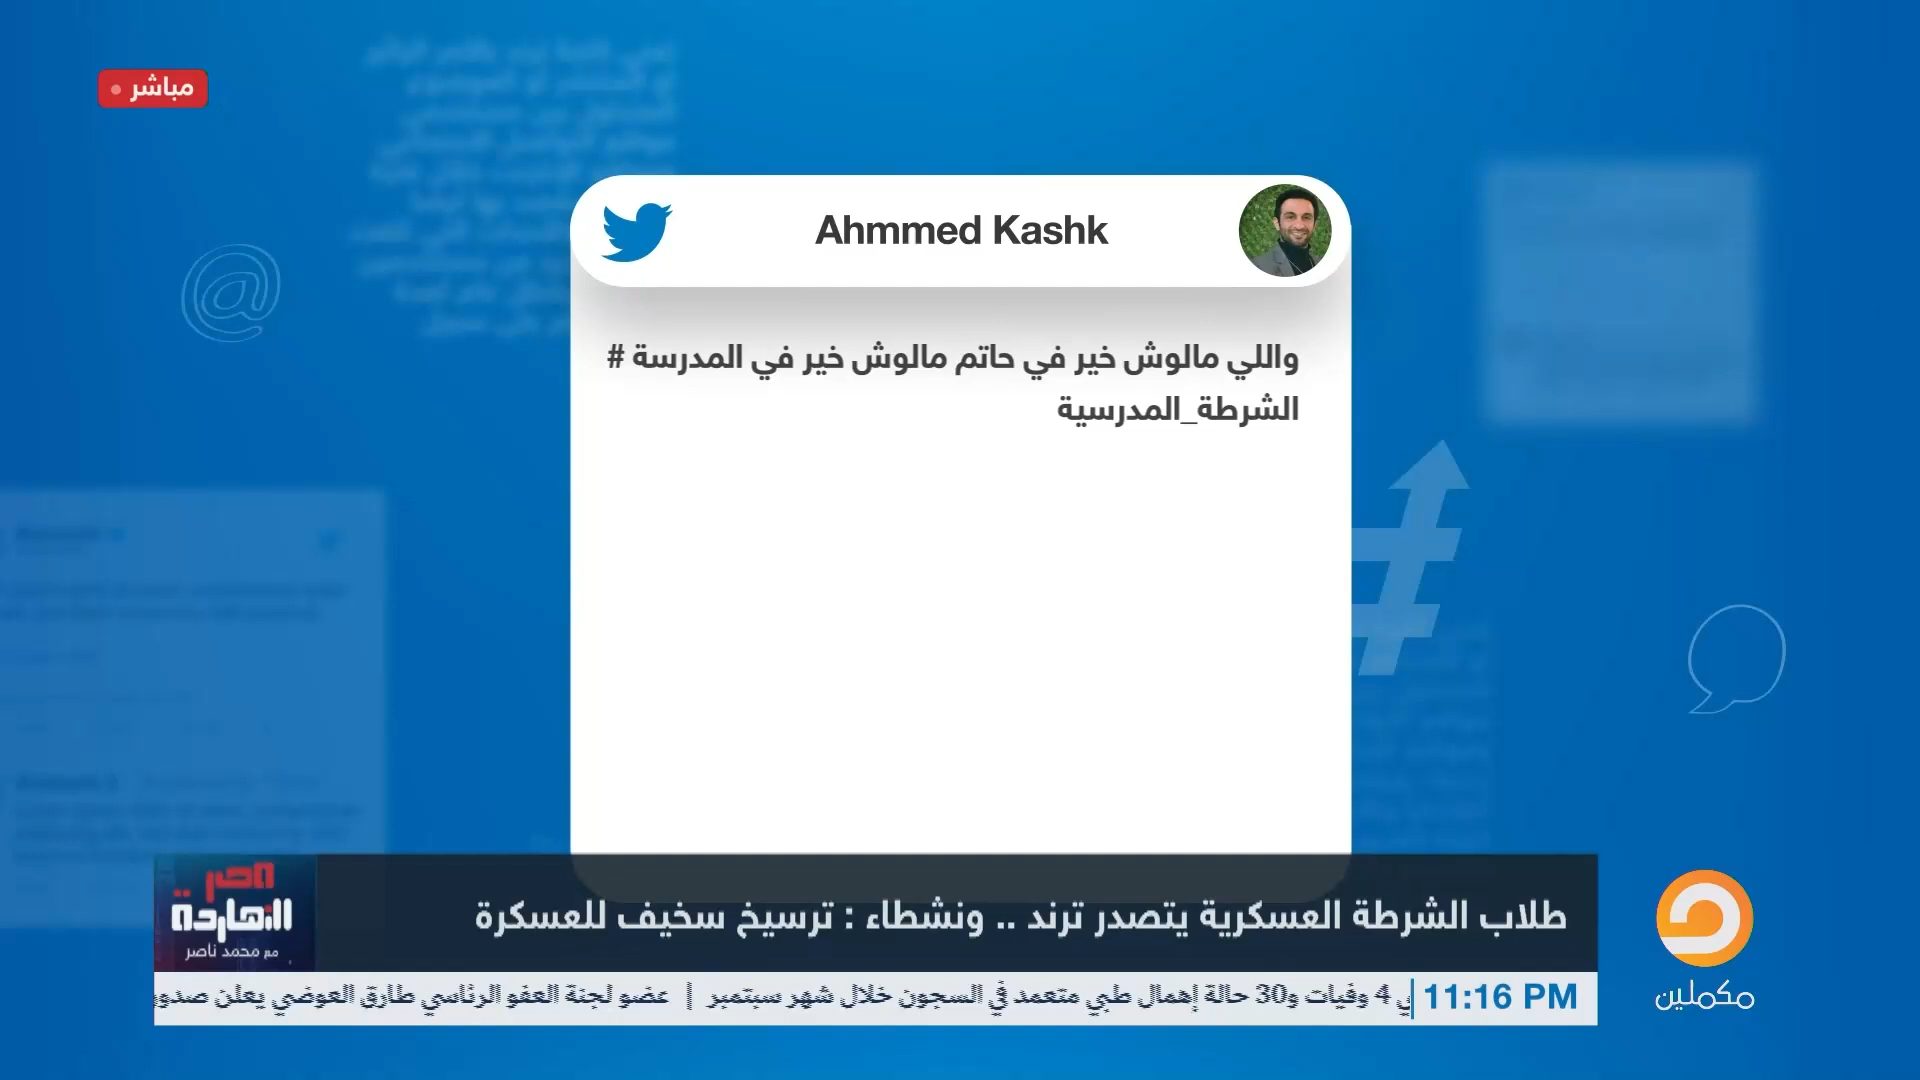 مباشر
Ahmmed Kashk
واللي مالوش خير في حاتم مالوش خير في المدرسة #
الشرطة_المدرسية
مصر
النهاردة
مع محمد ناصر
طلاب الشرطة العسكرية يتصدر ترند .. ونشطاء : ترسيخ سخيف للعسكرة
11:16 PM
ي 4 وفيات و30 حالة إهمال طبي متعمد في السجون خلال شهر سبتمبر | عضو لجنة العفو الرئاسي طارق العوضي يعلن صدور
مكملين